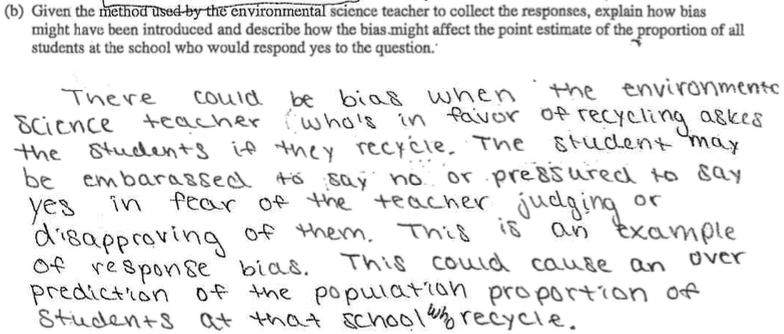 (b) Given the method used by the environmental science teacher to collect the responses, explain how bias
might have been introduced and describe how the bias might affect the point estimate of the proportion of all
students at the school who would respond yes to the question.
There could be bias when the environmente
science teacher (who's in favor of recycling askes
the students if they recycle. The student may
be embarassed to say no or pressured to say
yes in fear of the teacher judging or
disapproving of them. This is an example
of response bias. This could cause an over
prediction of the population proportion of
students at that school who recycle.